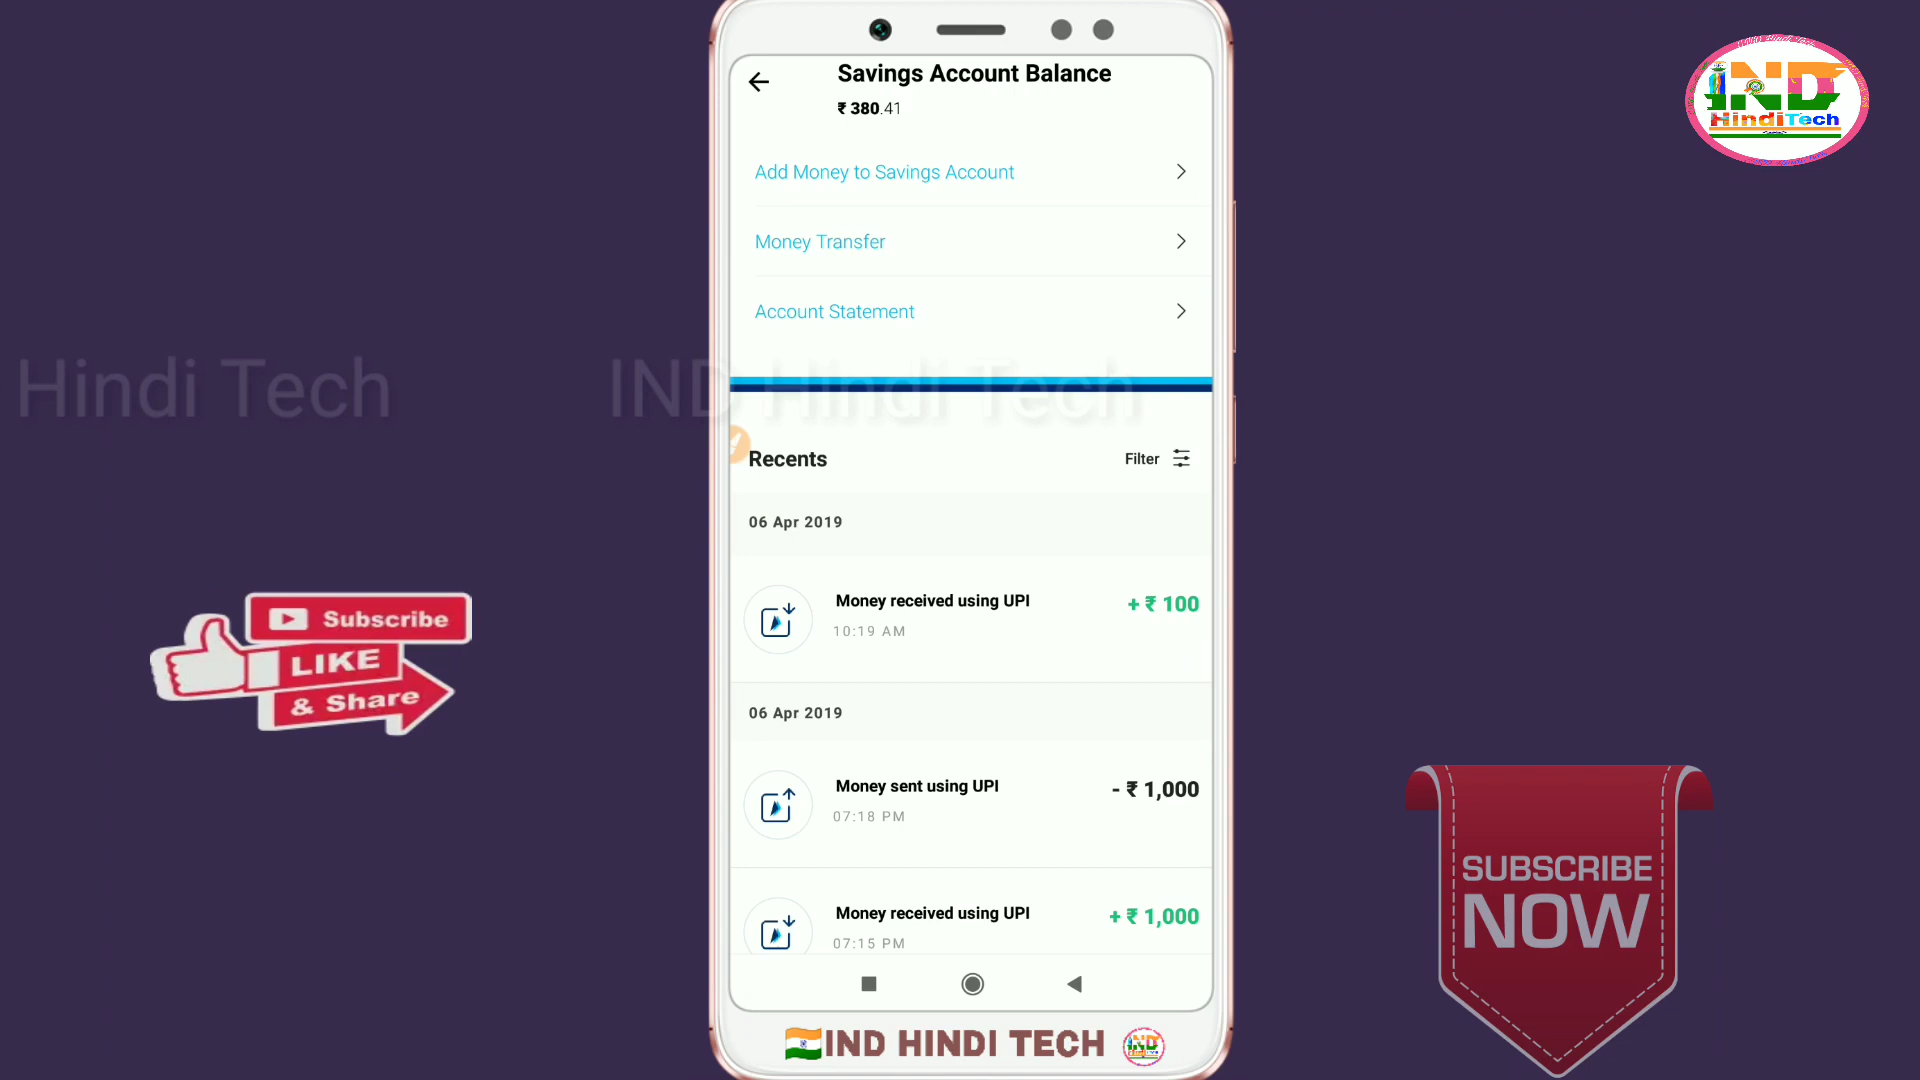 Savings Account Balance
₹ 380.41
IND
HindiTech
Add Money to Savings Account
Money Transfer
Account Statement
Hindi Tech
IND Hindi Tech
Recents
Filter
06 Apr 2019
Money received using UPI
+ ₹ 100
10:19 AM
Subscribe
LIKE
& Share
06 Apr 2019
Money sent using UPI
- ₹ 1,000
07:18 PM
SUBSCRIBE
NOW
Money received using UPI
+ ₹ 1,000
07:15 PM
IND HINDI TECH
IND